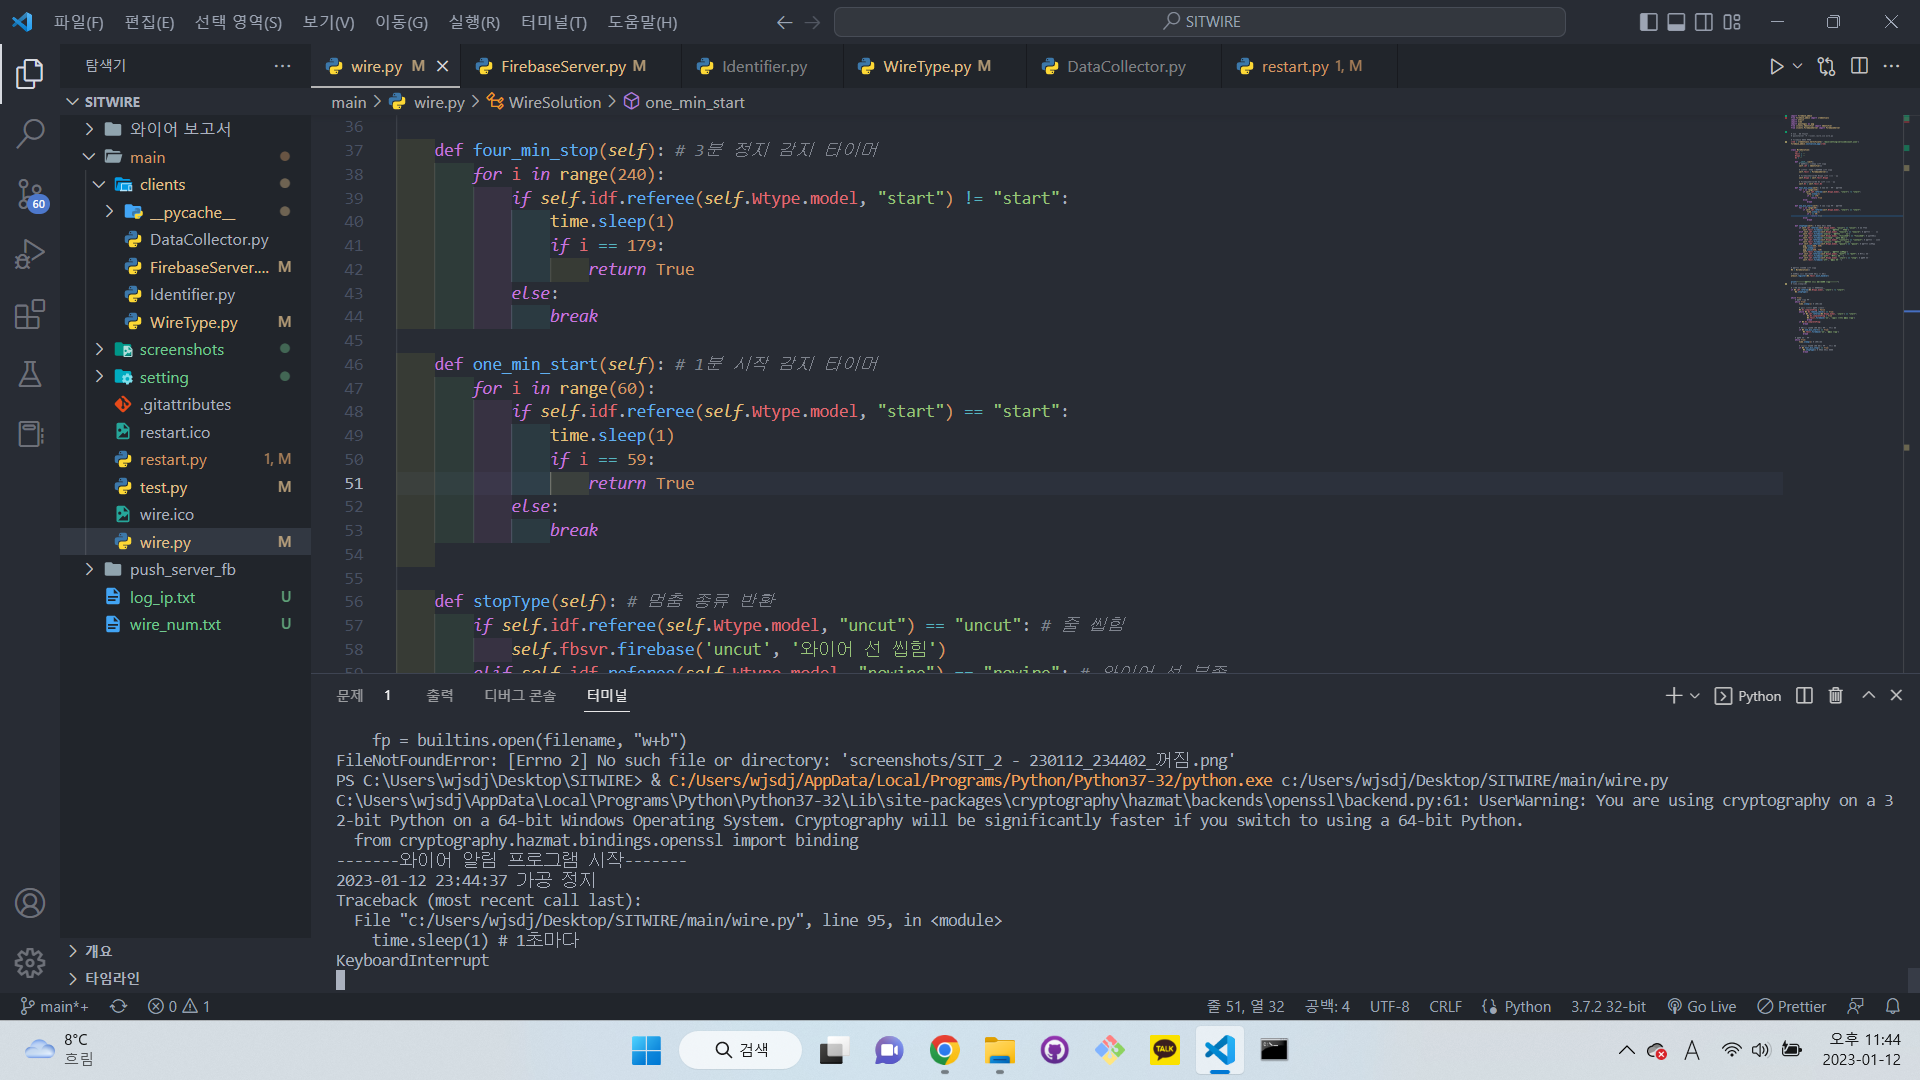 파일(F) 편집(E) 선택 영역(S) 보기(V) 이동(G) 실행(R) 터미널(T) 도움말(H)
SITWIRE
탐색기
wire.py M
FirebaseServer.py M
Identifier.py
WireType.py M
DataCollector.py
restart.py 1, M
main > wire.py > WireSolution > one_min_start
SITWIRE
와이어 보고서
main
clients
__pycache__
DataCollector.py
FirebaseServer.... M
Identifier.py
WireType.py M
screenshots
setting
.gitattributes
restart.ico
restart.py 1, M
test.py M
wire.ico
wire.py M
push_server_fb
log_ip.txt U
wire_num.txt U
개요
타임라인
60
36
37 def four_min_stop(self): # 3분 정지 감지 타이머
38 for i in range(240):
39 if self.idf.referee(self.Wtype.model, "start") != "start":
40 time.sleep(1)
41 if i == 179:
42 return True
43 else:
44 break
45
46 def one_min_start(self): # 1분 시작 감지 타이머
47 for i in range(60):
48 if self.idf.referee(self.Wtype.model, "start") == "start":
49 time.sleep(1)
50 if i == 59:
51 return True
52 else:
53 break
54
55
56 def stopType(self): # 멈춤 종류 반환
57 if self.idf.referee(self.Wtype.model, "uncut") == "uncut": # 줄 씹힘
58 self.fbsvr.firebase('uncut', '와이어 선 씹힘')
59 elif self.idf.referee(self.Wtype.model, "nowire") == "nowire": # 와이어 선 부족
문제 1 출력 디버그 콘솔 터미널
Python
fp = builtins.open(filename, "w+b")
FileNotFoundError: [Errno 2] No such file or directory: 'screenshots/SIT_2 - 230112_234402_꺼짐.png'
PS C:\Users\wjsdj\Desktop\SITWIRE> & C:/Users/wjsdj/AppData/Local/Programs/Python/Python37-32/python.exe c:/Users/wjsdj/Desktop/SITWIRE/main/wire.py
C:\Users\wjsdj\AppData\Local\Programs\Python\Python37-32\Lib\site-packages\cryptography\hazmat\backends\openssl\backend.py:61: UserWarning: You are using cryptography on a 3
2-bit Python on a 64-bit Windows Operating System. Cryptography will be significantly faster if you switch to using a 64-bit Python.
from cryptography.hazmat.bindings.openssl import binding
-------와이어 알림 프로그램 시작-------
2023-01-12 23:44:37 가공 정지
Traceback (most recent call last):
File "c:/Users/wjsdj/Desktop/SITWIRE/main/wire.py", line 95, in <module>
time.sleep(1) # 1초마다
KeyboardInterrupt
main*+ 0 1
줄 51, 열 32 공백: 4 UTF-8 CRLF Python 3.7.2 32-bit Go Live Prettier
8°C
흐림
검색
TALK
A
오후 11:44
2023-01-12